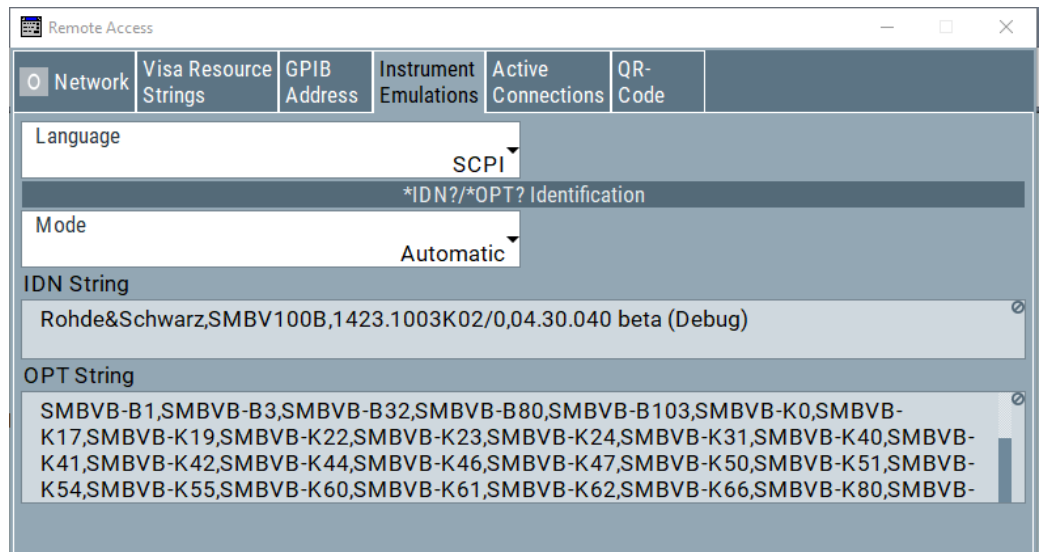 Remote Access
O Network
Visa Resource
Strings
GPIB
Address
Instrument
Emulations
Active
Connections
QR-
Code
Language
SCPI
*IDN?/*OPT? Identification
Mode
Automatic
IDN String
Rohde&Schwarz,SMBV100B,1423.1003K02/0,04.30.040 beta (Debug)
OPT String
SMBVB-B1,SMBVB-B3,SMBVB-B32,SMBVB-B80,SMBVB-B103,SMBVB-K0,SMBVB-
K17,SMBVB-K19,SMBVB-K22,SMBVB-K23,SMBVB-K24,SMBVB-K31,SMBVB-K40,SMBVB-
K41,SMBVB-K42,SMBVB-K44,SMBVB-K46,SMBVB-K47,SMBVB-K50,SMBVB-K51,SMBVB-
K54,SMBVB-K55,SMBVB-K60,SMBVB-K61,SMBVB-K62,SMBVB-K66,SMBVB-K80,SMBVB-